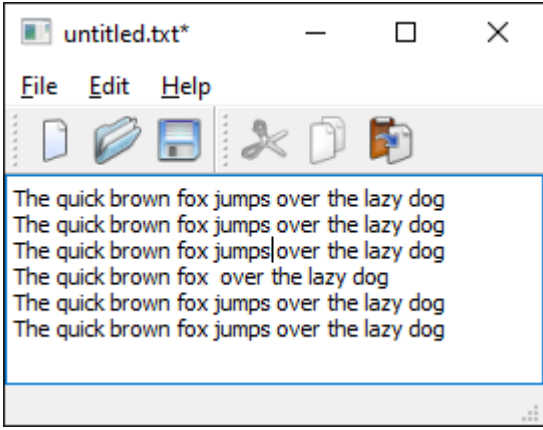 untitled.txt*
File Edit Help
The quick brown fox jumps over the lazy dog
The quick brown fox jumps over the lazy dog
The quick brown fox jumps over the lazy dog
The quick brown fox  over the lazy dog
The quick brown fox jumps over the lazy dog
The quick brown fox jumps over the lazy dog